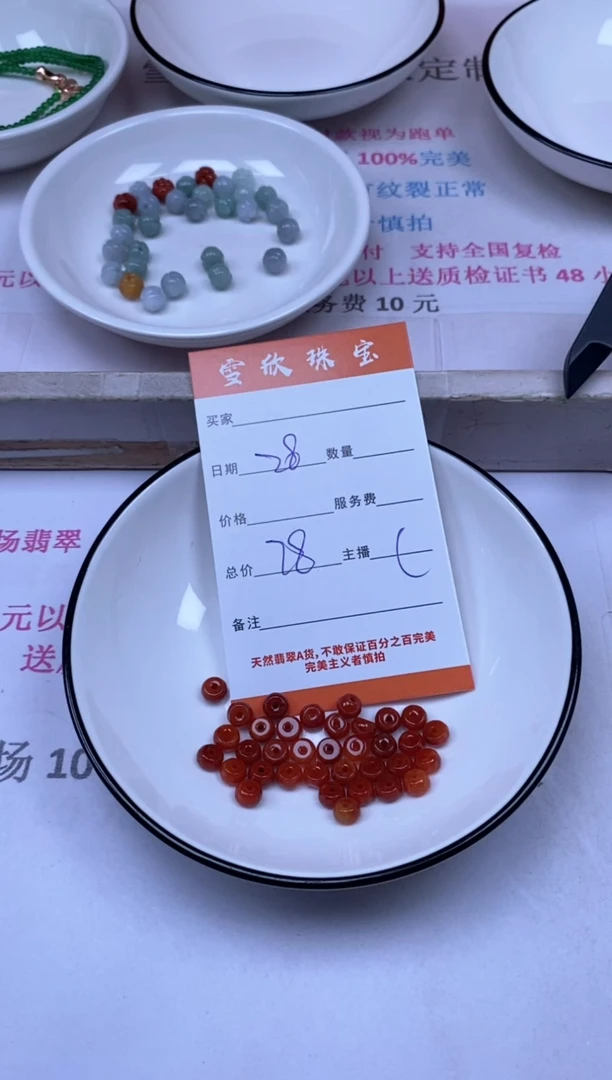 定制
款视为跑单
100%完美
纹裂正常
慎拍
付 支持全国复检
元以上送质检证书 48 小
务费 10 元
雪欣珠宝
买家
日期 28 数量
价格 服务费
总价 28 主播
备注
天然翡翠A货，不敢保证百分之百完美
完美主义者慎拍
场翡翠
元以
送
场 10